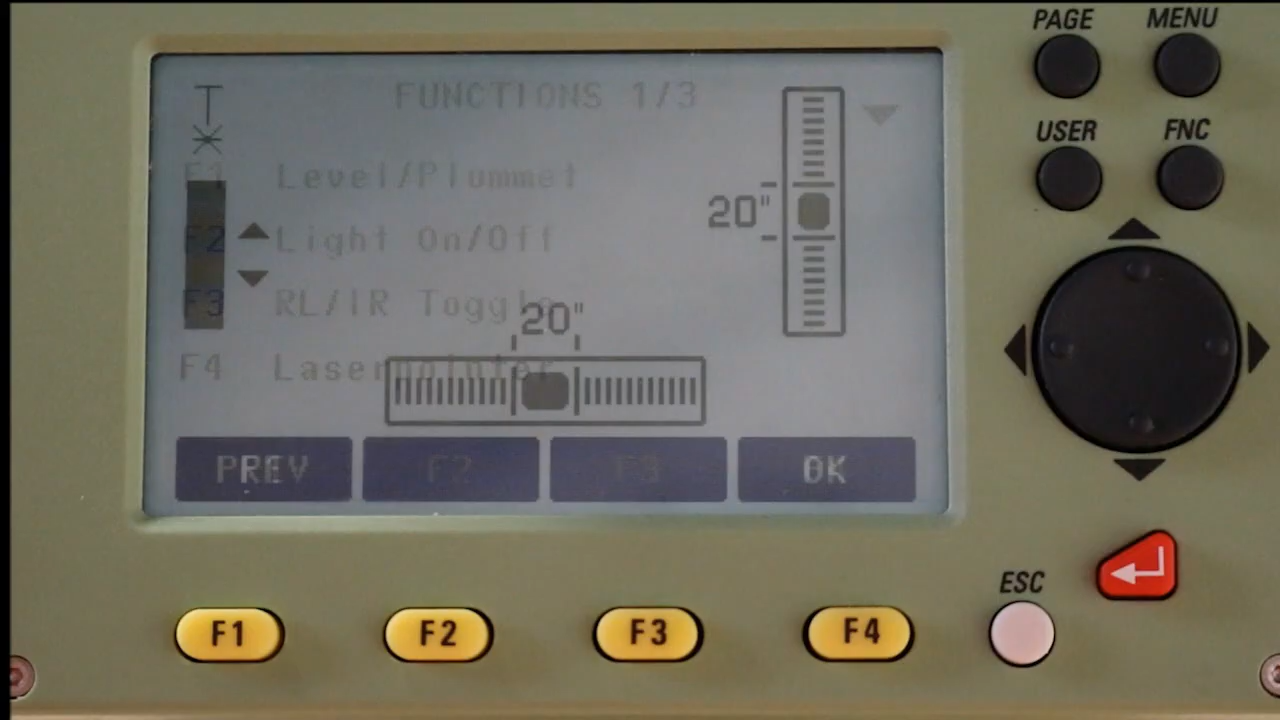 PAGE MENU
FUNCTIONS 1/3
USER FNC
F1 Level/Plummet
20"
F2 Light On/Off
F3 RL/IR Toggle
20"
F4 Laserpointer
PREV F2 F3 OK
ESC
F1 F2 F3 F4